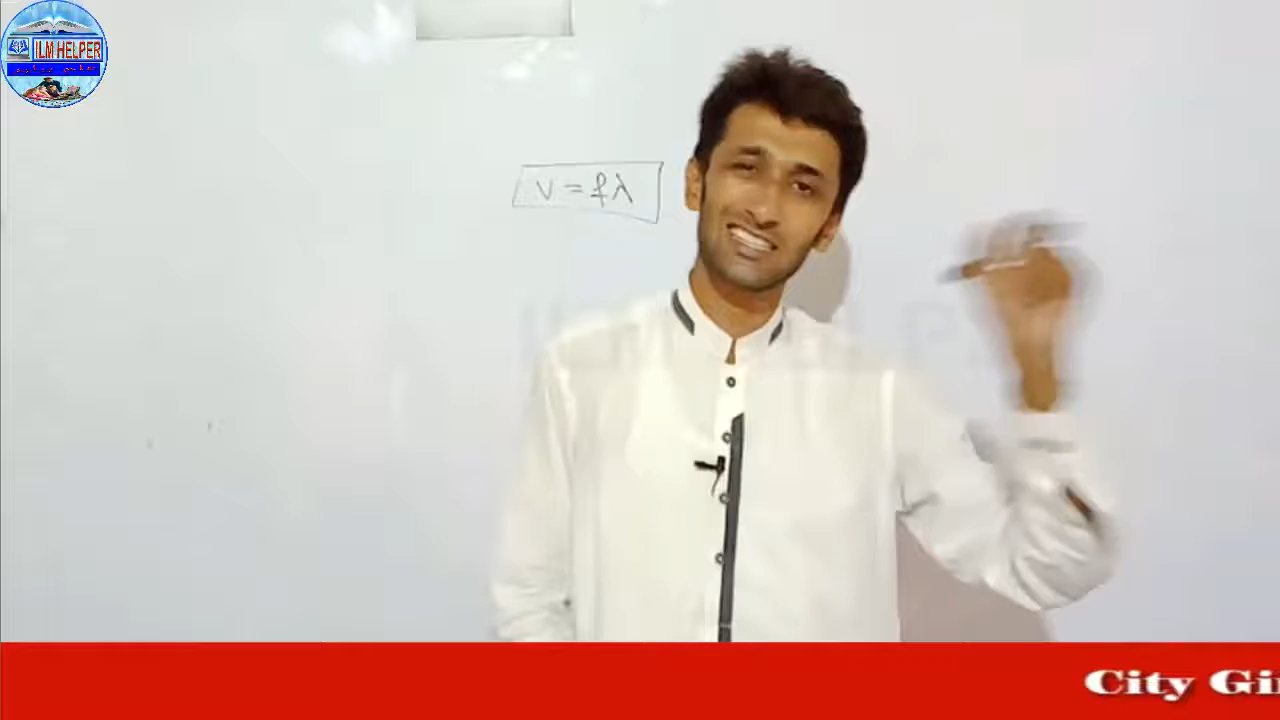 ILM HELPER
v = fλ
City Gi